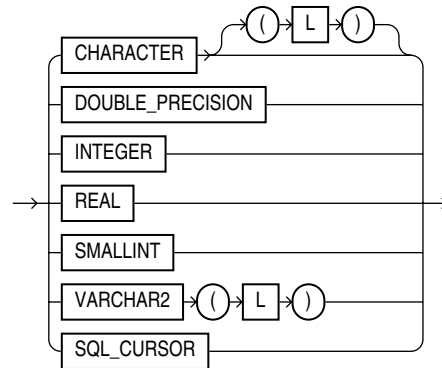 ( L )
CHARACTER
DOUBLE_PRECISION
INTEGER
REAL
SMALLINT
VARCHAR2 ( L )
SQL_CURSOR